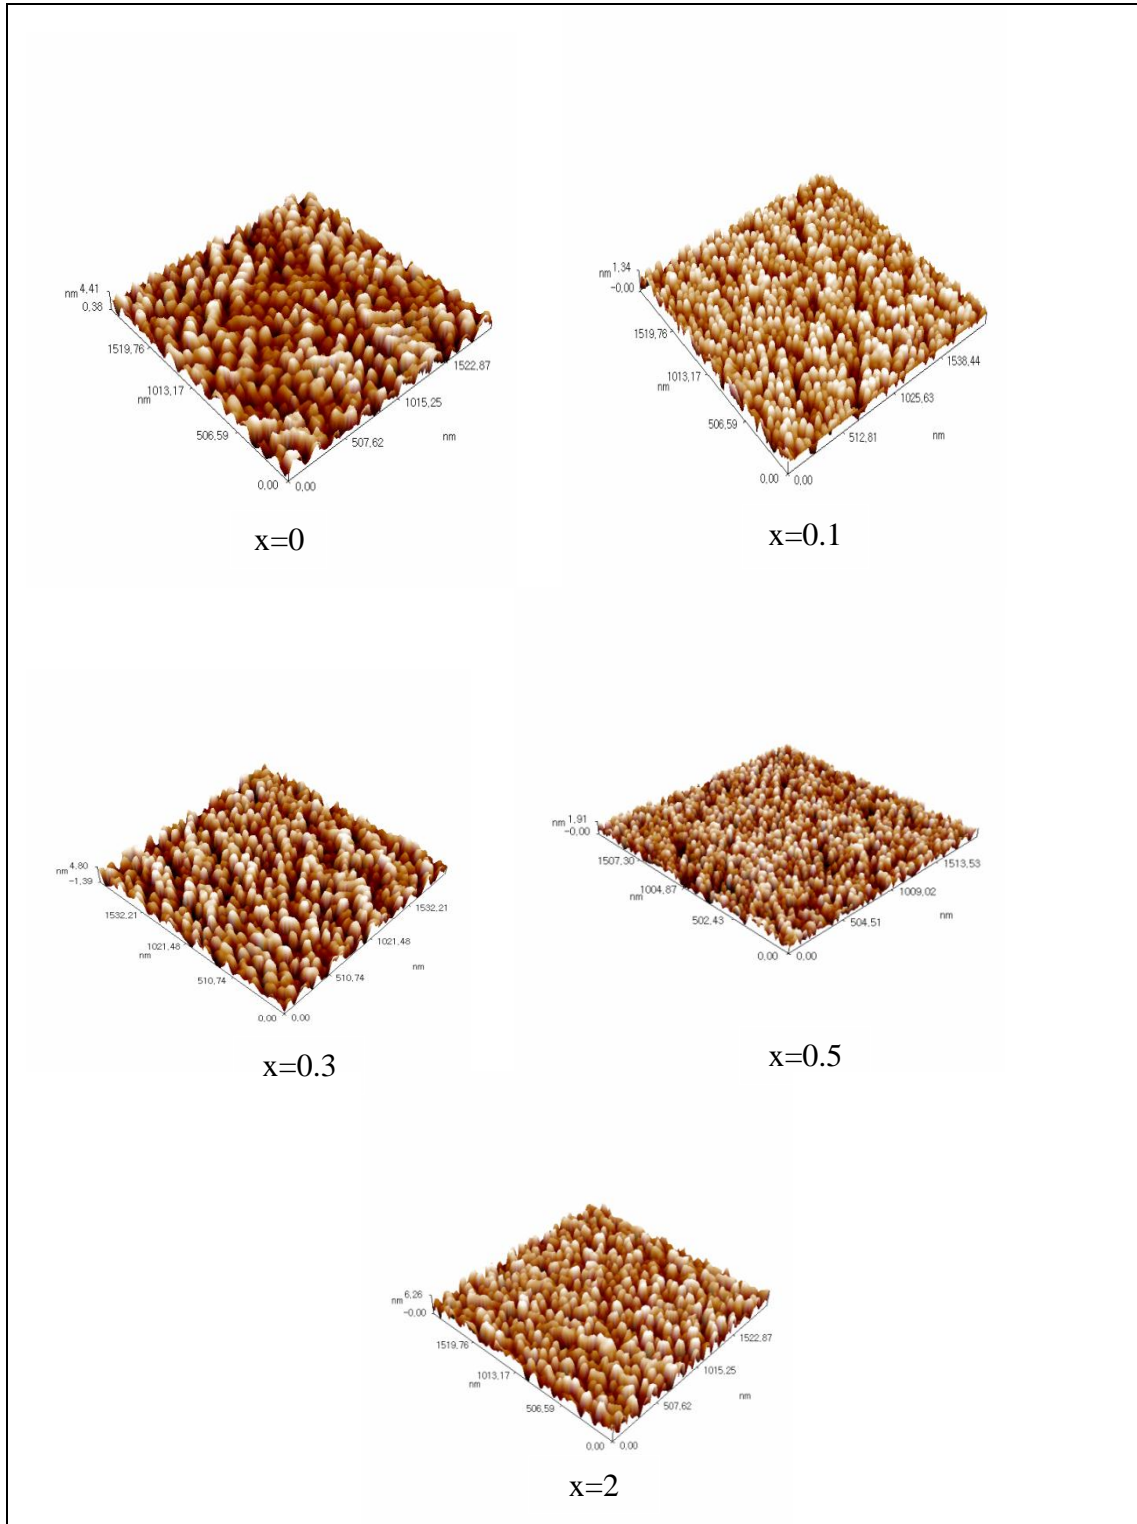 nm 4.41
0.38
1519.76
1013.17
nm
506.59
0.00 0.00
507.62
1015.25
1522.87
nm
x=0
nm 1.34
-0.00
1519.76
1013.17
nm
506.59
0.00 0.00
512.81
1025.63
1538.44
nm
x=0.1
nm 4.80
-1.39
1532.21
1021.48
nm
510.74
0.00 0.00
510.74
1021.48
1532.21
nm
x=0.3
nm 1.91
-0.00
1507.30
1004.87
nm
502.43
0.00 0.00
504.51
1009.02
1513.53
nm
x=0.5
nm 6.26
-0.00
1519.76
1013.17
nm
506.59
0.00 0.00
507.62
1015.25
1522.87
nm
x=2